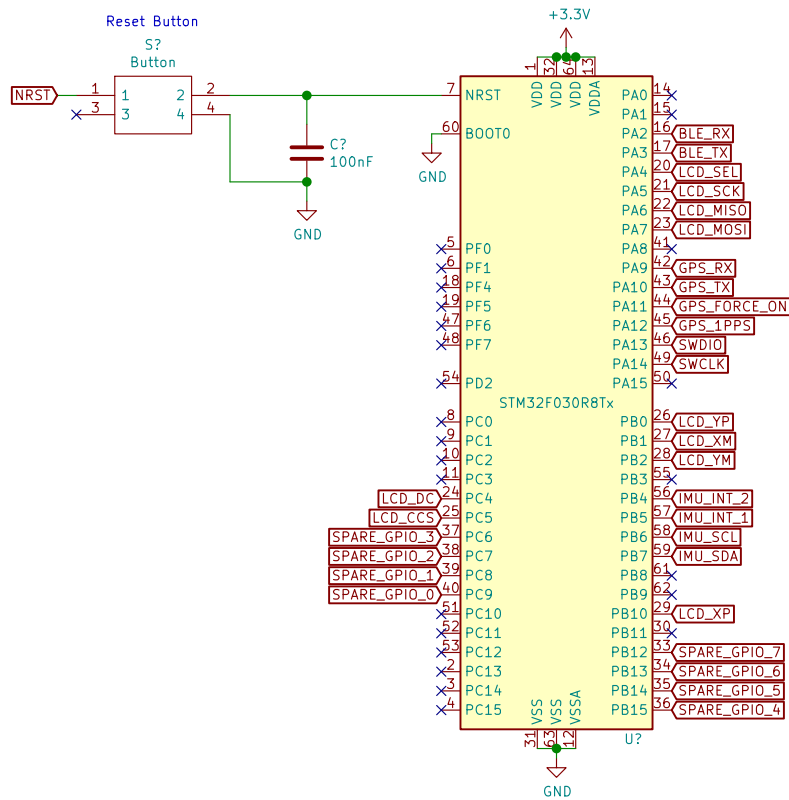 Reset Button
S?
Button
NRST
1
1
2
2
3
3
4
4
C?
100nF
GND
+3.3V
1
32
64
13
VDD
VDD
VDD
VDDA
7
NRST
60
BOOT0
GND
5
PF0
6
PF1
18
PF4
19
PF5
47
PF6
48
PF7
54
PD2
STM32F030R8Tx
8
PC0
9
PC1
10
PC2
11
PC3
LCD_DC
24
PC4
LCD_CCS
25
PC5
SPARE_GPIO_3
37
PC6
SPARE_GPIO_2
38
PC7
SPARE_GPIO_1
39
PC8
SPARE_GPIO_0
40
PC9
51
PC10
52
PC11
53
PC12
2
PC13
3
PC14
4
PC15
PA0
14
PA1
15
PA2
16
BLE_RX
PA3
17
BLE_TX
PA4
20
LCD_SEL
PA5
21
LCD_SCK
PA6
22
LCD_MISO
PA7
23
LCD_MOSI
PA8
41
PA9
42
GPS_RX
PA10
43
GPS_TX
PA11
44
GPS_FORCE_ON
PA12
45
GPS_1PPS
PA13
46
SWDIO
PA14
49
SWCLK
PA15
50
PB0
26
LCD_YP
PB1
27
LCD_XM
PB2
28
LCD_YM
PB3
55
PB4
56
IMU_INT_2
PB5
57
IMU_INT_1
PB6
58
IMU_SCL
PB7
59
IMU_SDA
PB8
61
PB9
62
PB10
29
LCD_XP
PB11
30
PB12
33
SPARE_GPIO_7
PB13
34
SPARE_GPIO_6
PB14
35
SPARE_GPIO_5
PB15
36
SPARE_GPIO_4
VSS
VSS
VSSA
31
63
12
U?
GND